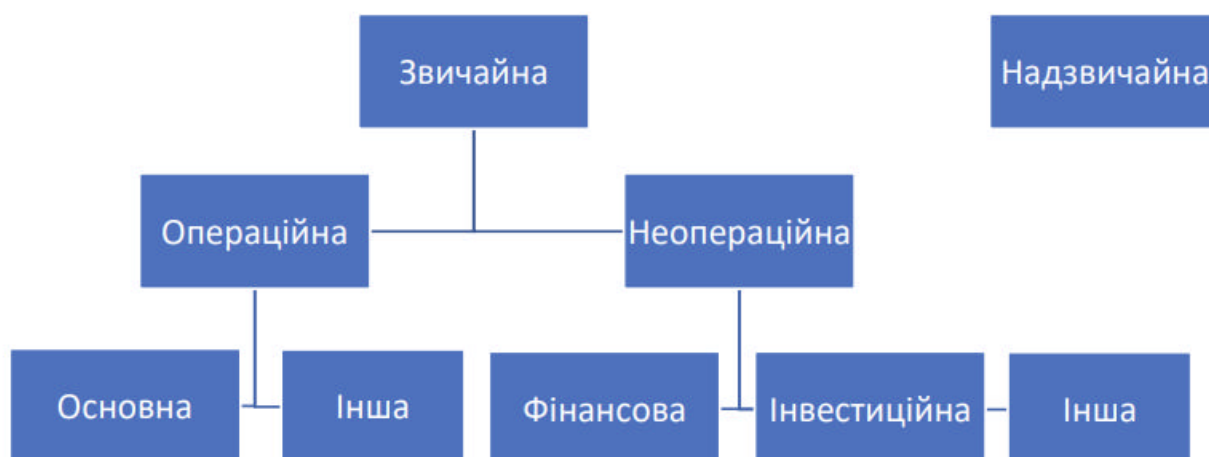 Звичайна
Надзвичайна
Операційна
Неопераційна
Основна
Інша
Фінансова
Інвестиційна
Інша